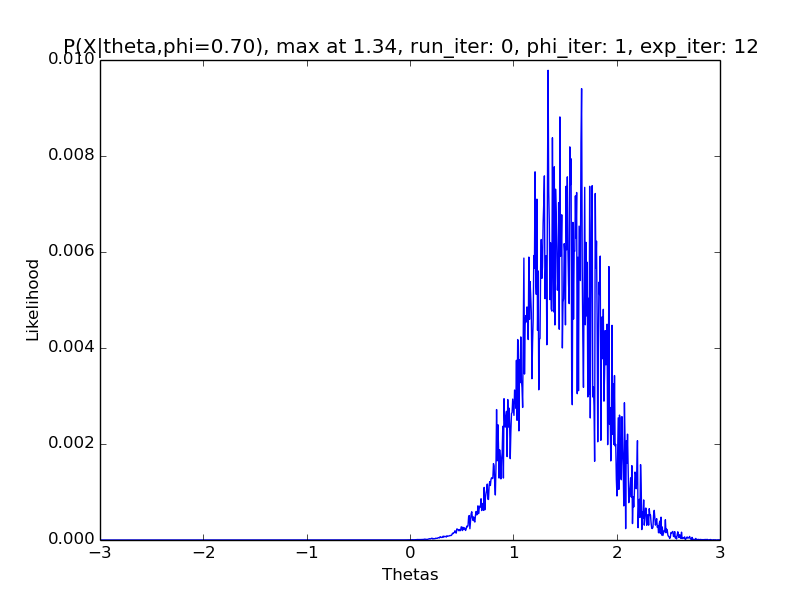 P(X|theta,phi=0.70), max at 1.34, run_iter: 0, phi_iter: 1, exp_iter: 12
0.010
0.008
0.006
0.004
0.002
0.000
Likelihood
−3 −2 −1 0 1 2 3
Thetas